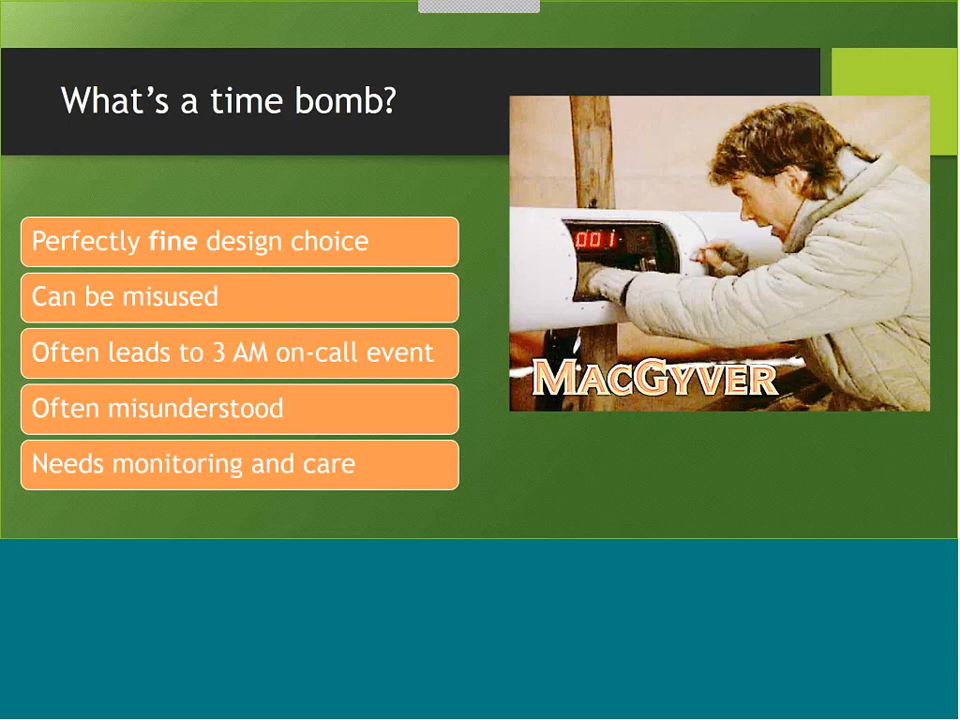 What's a time bomb?
Perfectly fine design choice
Can be misused
Often leads to 3 AM on-call event
Often misunderstood
Needs monitoring and care
001
MACGYVER